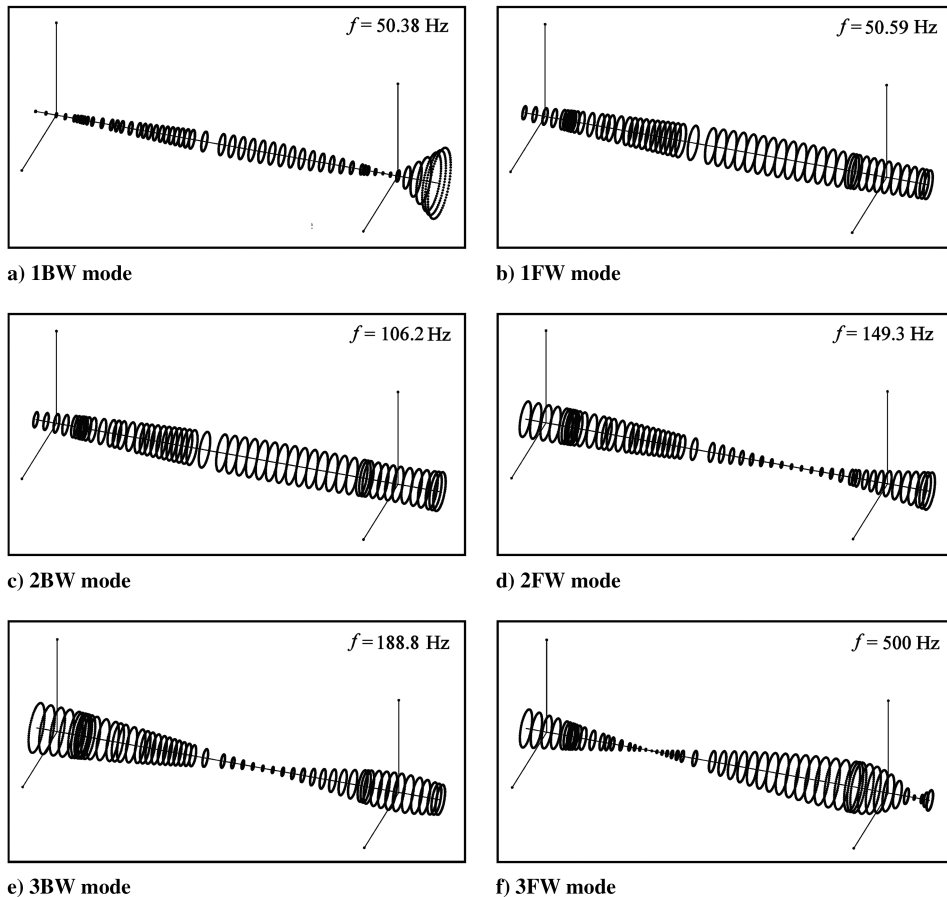 f = 50.38 Hz
f = 50.59 Hz
a) 1BW mode
b) 1FW mode
f = 106.2 Hz
f = 149.3 Hz
c) 2BW mode
d) 2FW mode
f = 188.8 Hz
f = 500 Hz
e) 3BW mode
f) 3FW mode